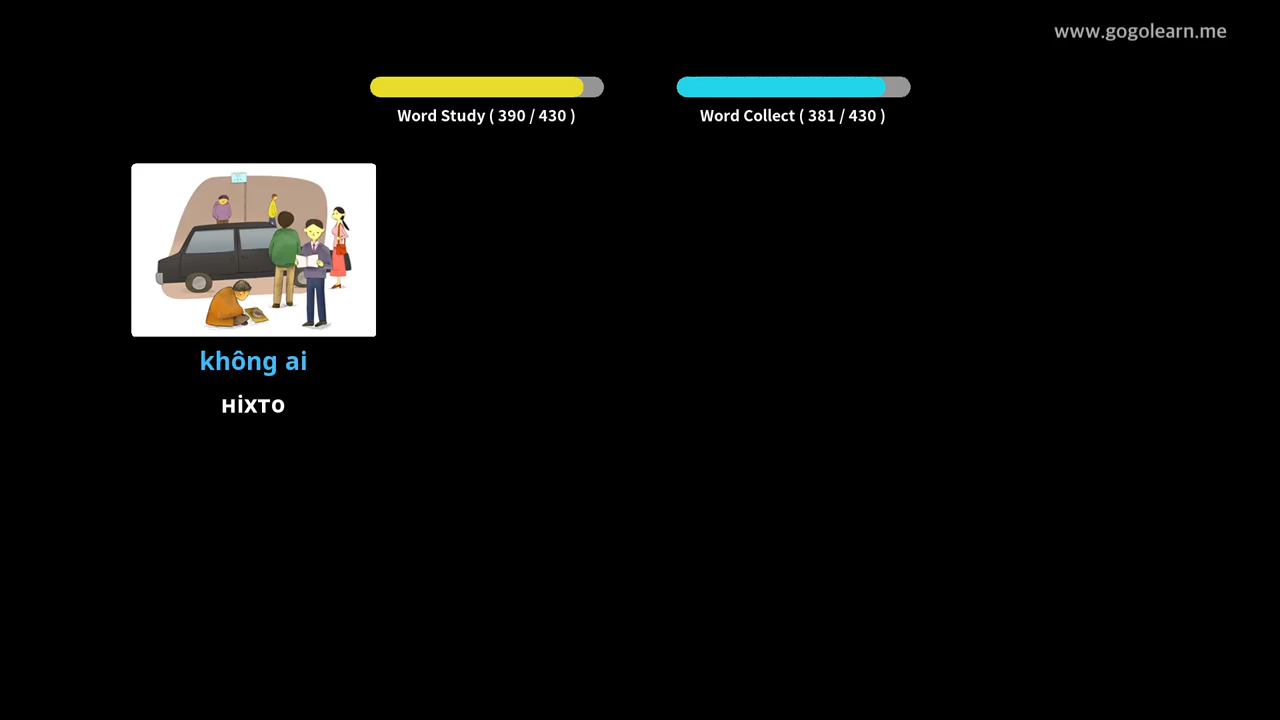 www.gogolearn.me
Word Study ( 390 / 430 )
Word Collect ( 381 / 430 )
không ai
ніхто